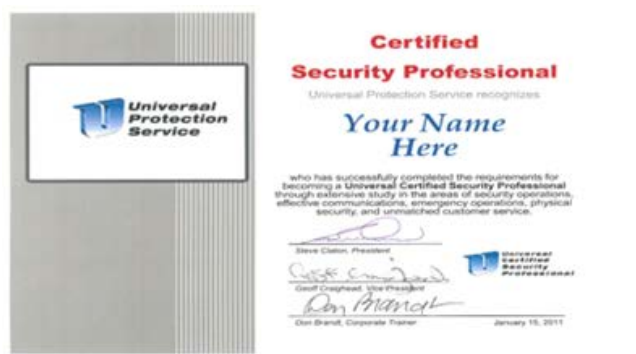 Universal
Protection
Service
Certified
Security Professional
Universal Protection Service recognizes
Your Name
Here
who has successfully completed the requirements for
becoming a Universal Certified Security Professional
through extensive study in the areas of security operations,
effective communications, emergency operations, physical
security, and unmatched customer service.
Steve Claton, President
Geoff Craighead, Vice President
Don Brandt
Don Brandt, Corporate Trainer
Universal
Certified
Security
Professional
January 15, 2011